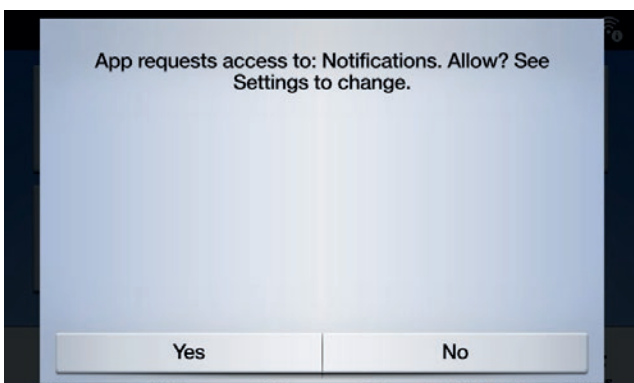 App requests access to: Notifications. Allow? See
Settings to change.
Yes
No